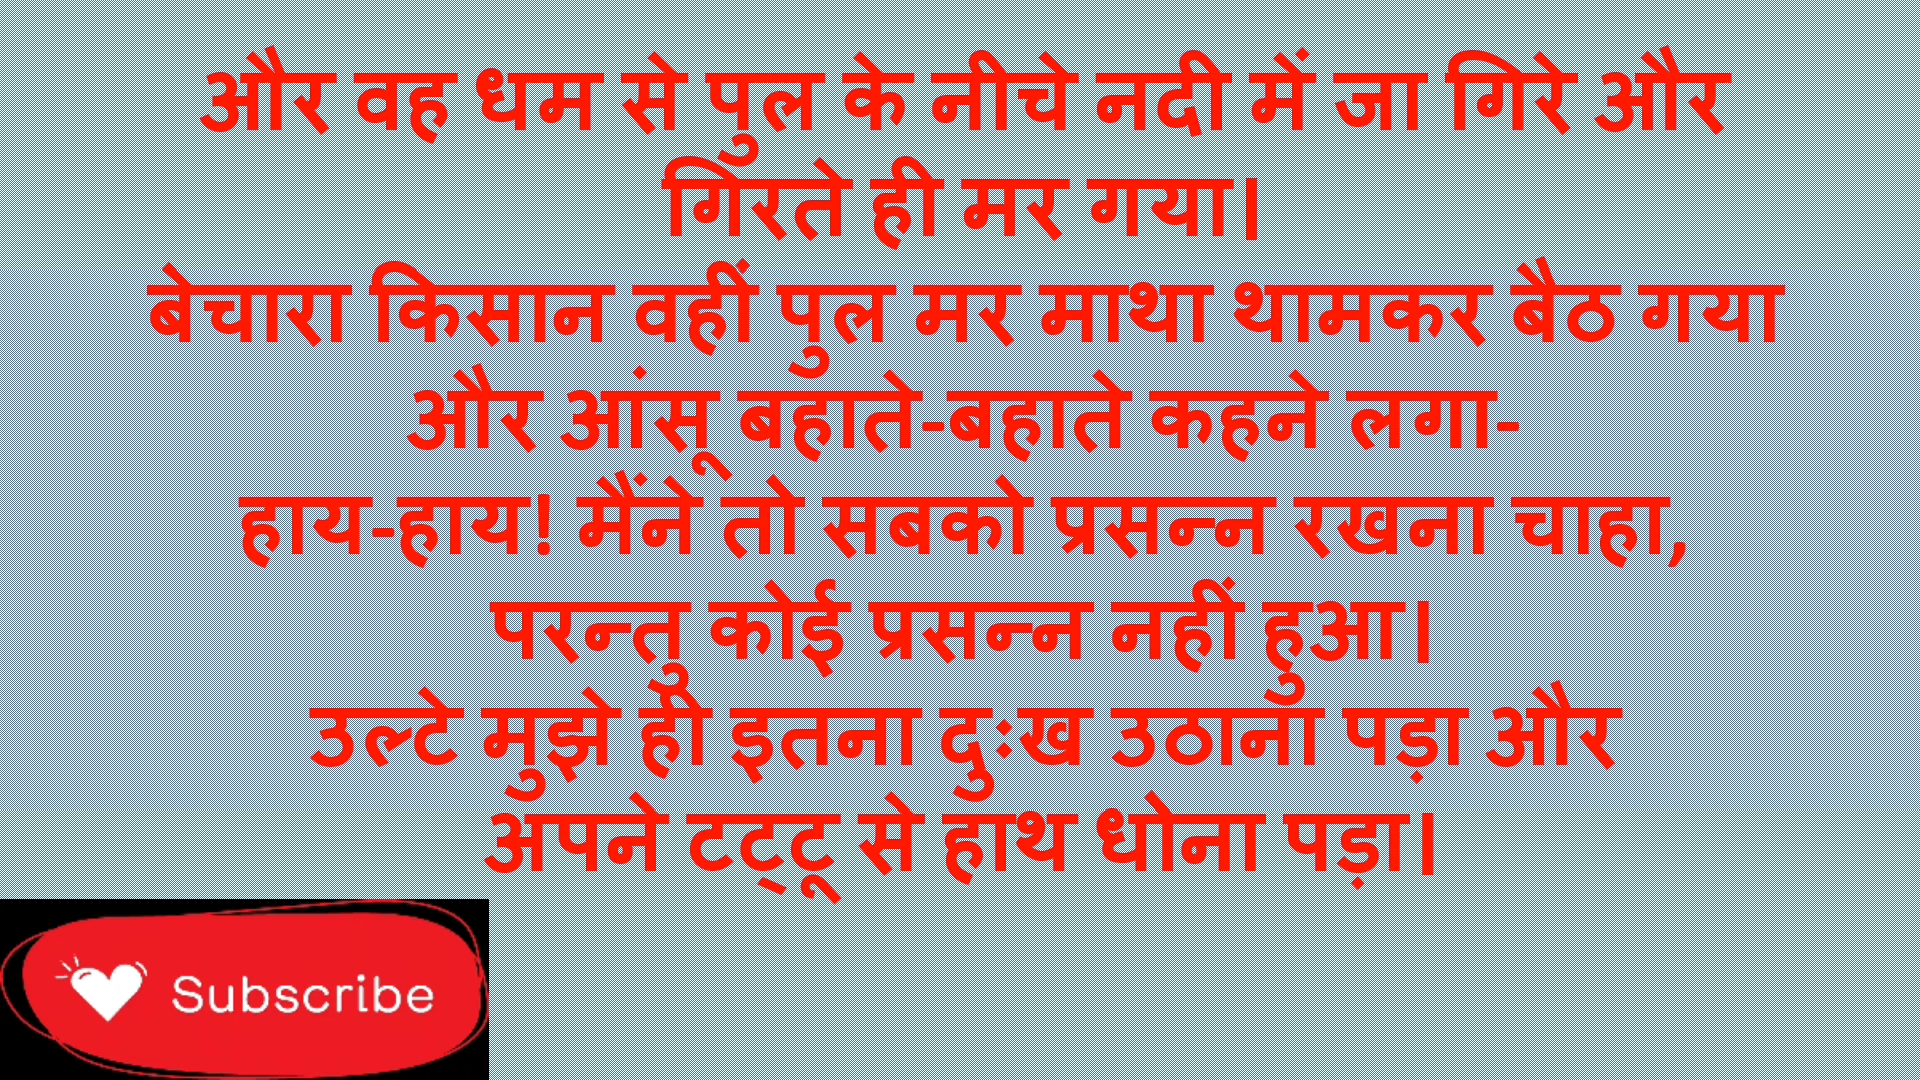 और वह धम से पुल के नीचे नदी में जा गिरे और
गिरते ही मर गया।
बेचारा किसान वहीं पुल मर माथा थामकर बैठ गया
और आंसू बहाते-बहाते कहने लगा-
हाय-हाय! मैंने तो सबको प्रसन्न रखना चाहा,
परन्तु कोई प्रसन्न नहीं हुआ।
उल्टे मुझे ही इतना दुःख उठाना पड़ा और
अपने टट्टू से हाथ धोना पड़ा।
Subscribe